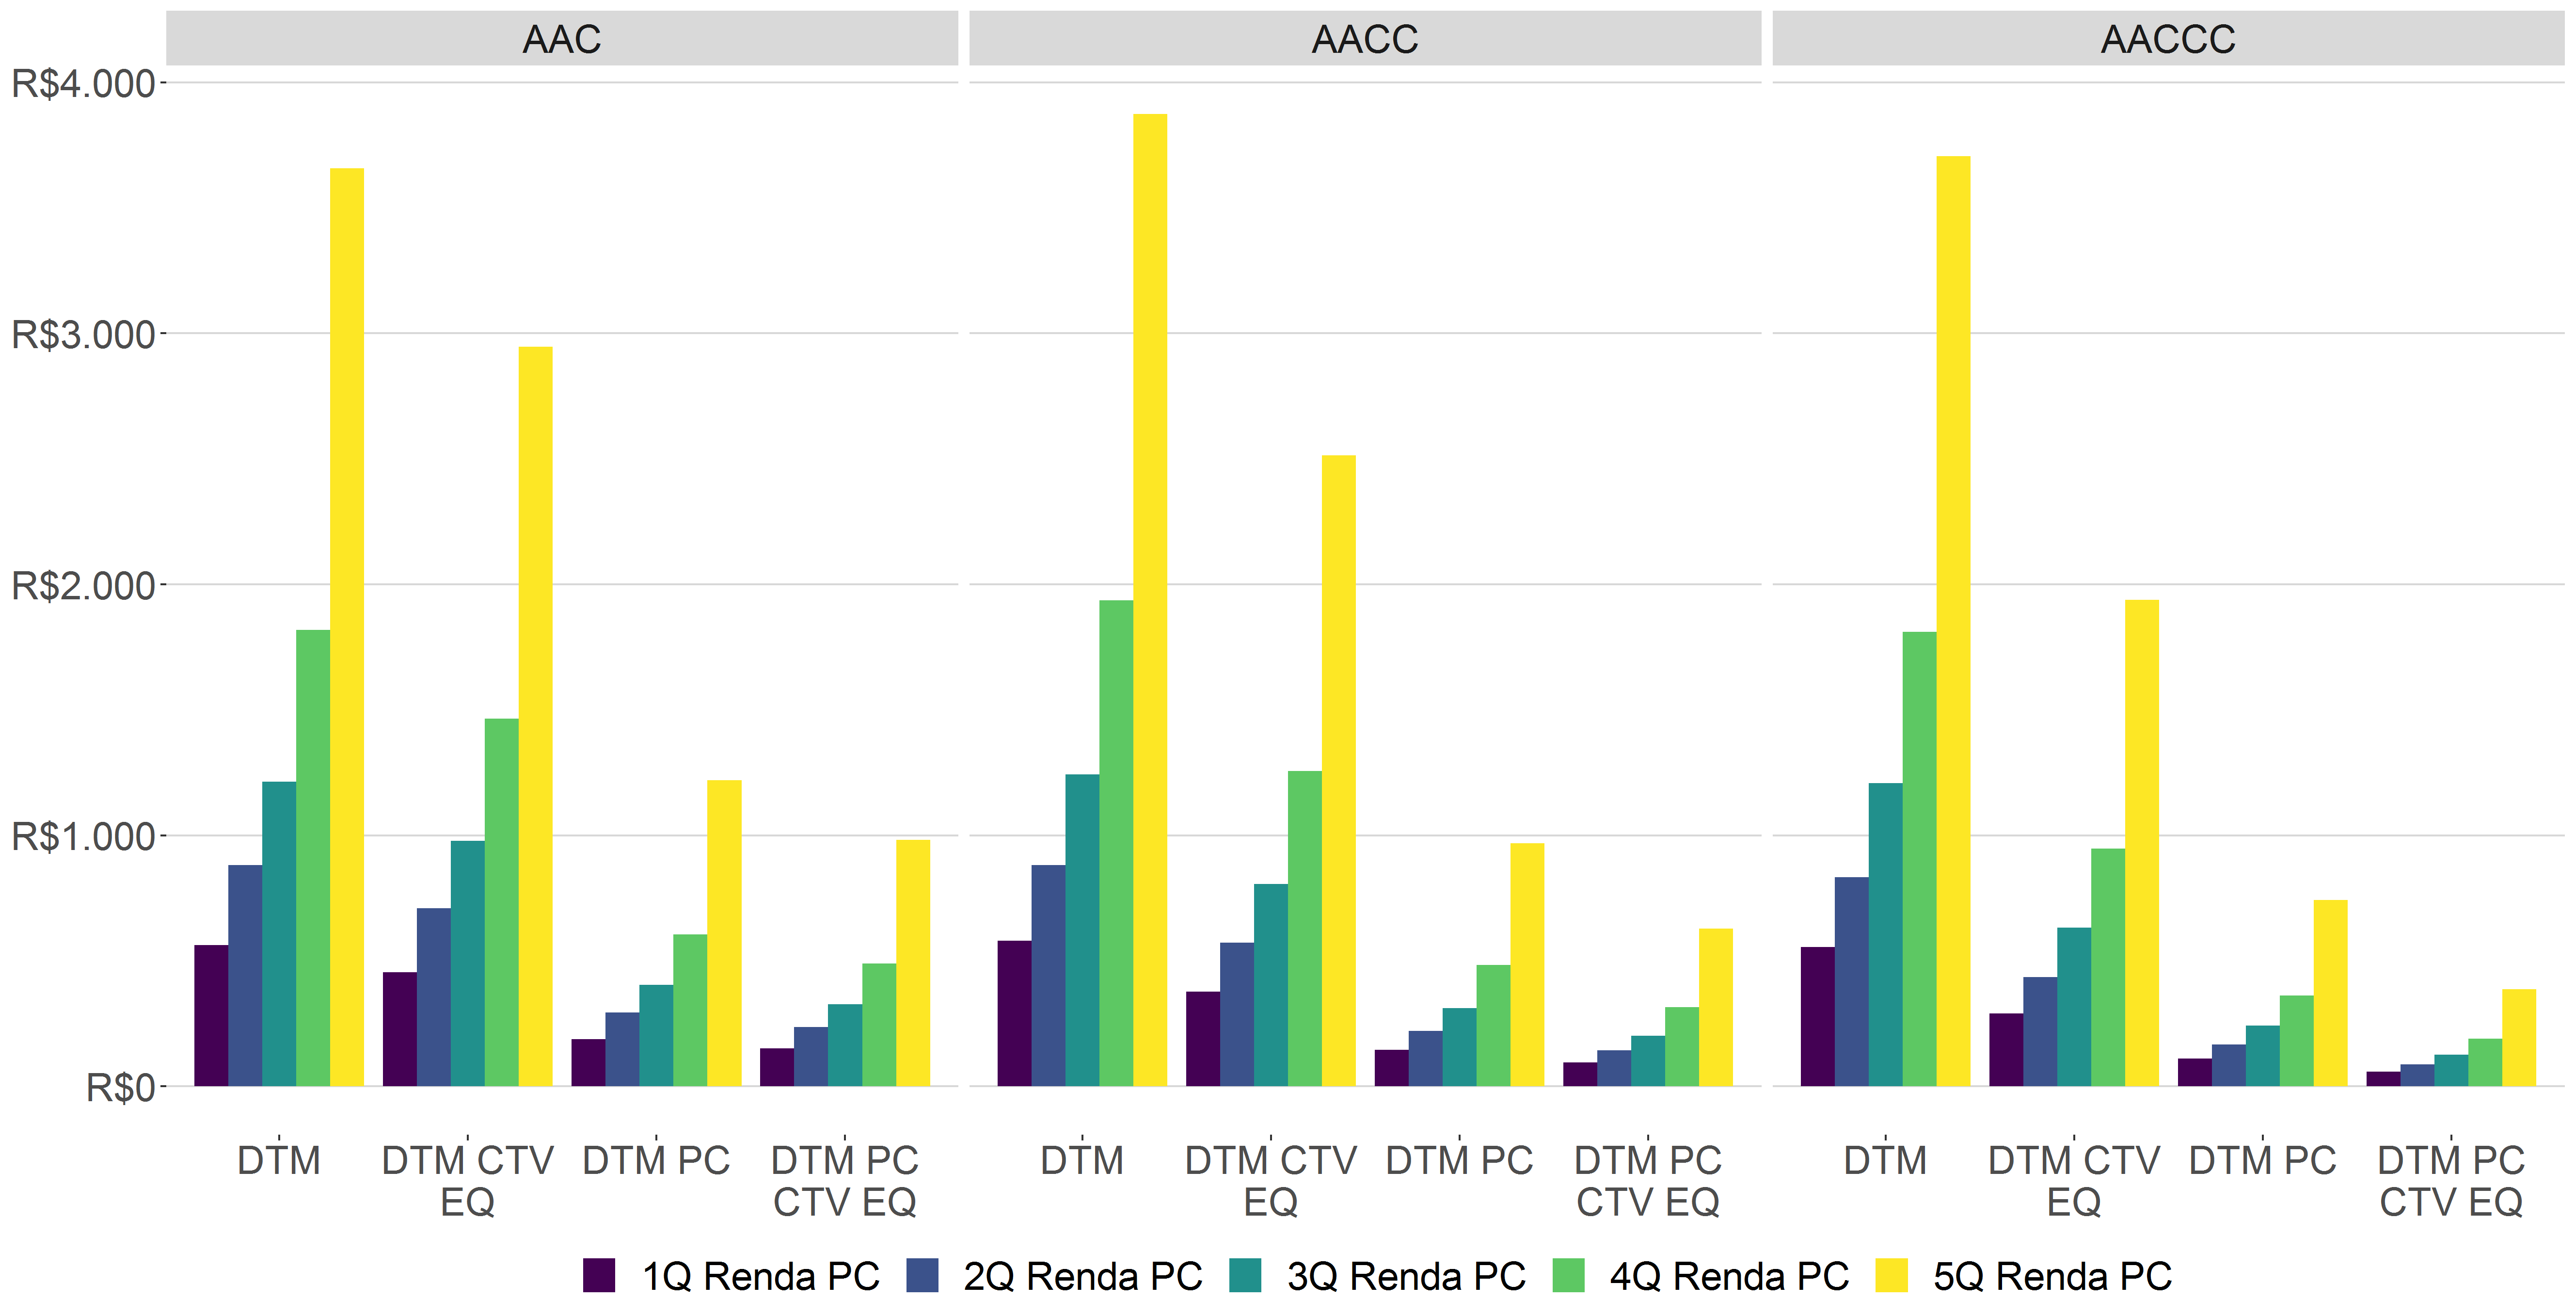 AAC AACC AACCC
R$4.000
R$3.000
R$2.000
R$1.000
R$0
DTM DTM CTV DTM PC DTM PC DTM DTM CTV DTM PC DTM PC DTM DTM CTV DTM PC DTM PC
EQ CTV EQ EQ CTV EQ EQ CTV EQ
1Q Renda PC 2Q Renda PC 3Q Renda PC 4Q Renda PC 5Q Renda PC